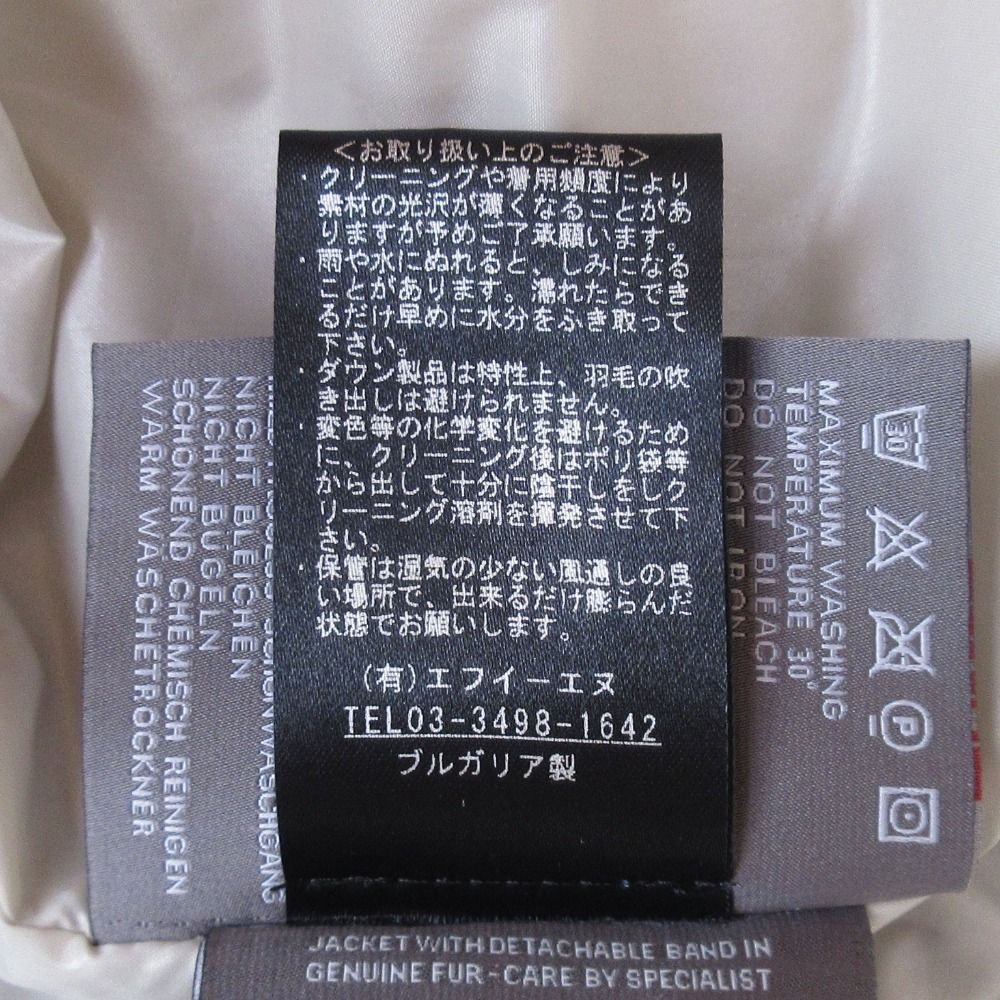 <お取り扱い上のご注意>
・クリーニングや着用頻度により
素材の光沢が薄くなることがあ
りますが予めご了承願います。
・雨や水にぬれると、しみになる
ことがあります。濡れたらできて
るだけ早めに水分をふき取って
下さい。
・ダウン製品は特性上、羽毛の吹
き出しは避けられません。
・変色等の化学変化を避けるため
に、クリーニング後はポリ袋等
から出して十分に陰干しをしてク
リーニング溶剤を揮発させて下
さい。
・保管は湿気の少ない風通しの良
い場所で、出来るだけ膨らんだ
状態でお願いします。
(有)エフイーエヌ
TEL03-3498-1642
ブルガリア製
MAXIMUM WASHING
TEMPERATURE 30°
DO NOT BLEACH
DO NOT IRON
30
P
NICHT BLEICHEN
NICHT BÜGELN
SCHONEND CHEMISCH REINIGEN
WARM WASCHETROCKNER
JACKET WITH DETACHABLE BAND IN
GENUINE FUR-CARE BY SPECIALIST